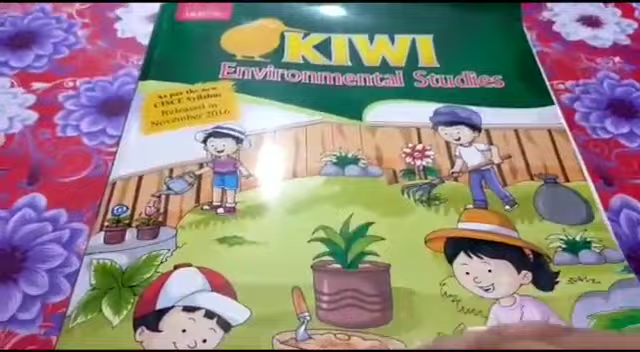 KIWI
Environmental Studies
As per the new
CISCE Syllabus
Released in
November 2016